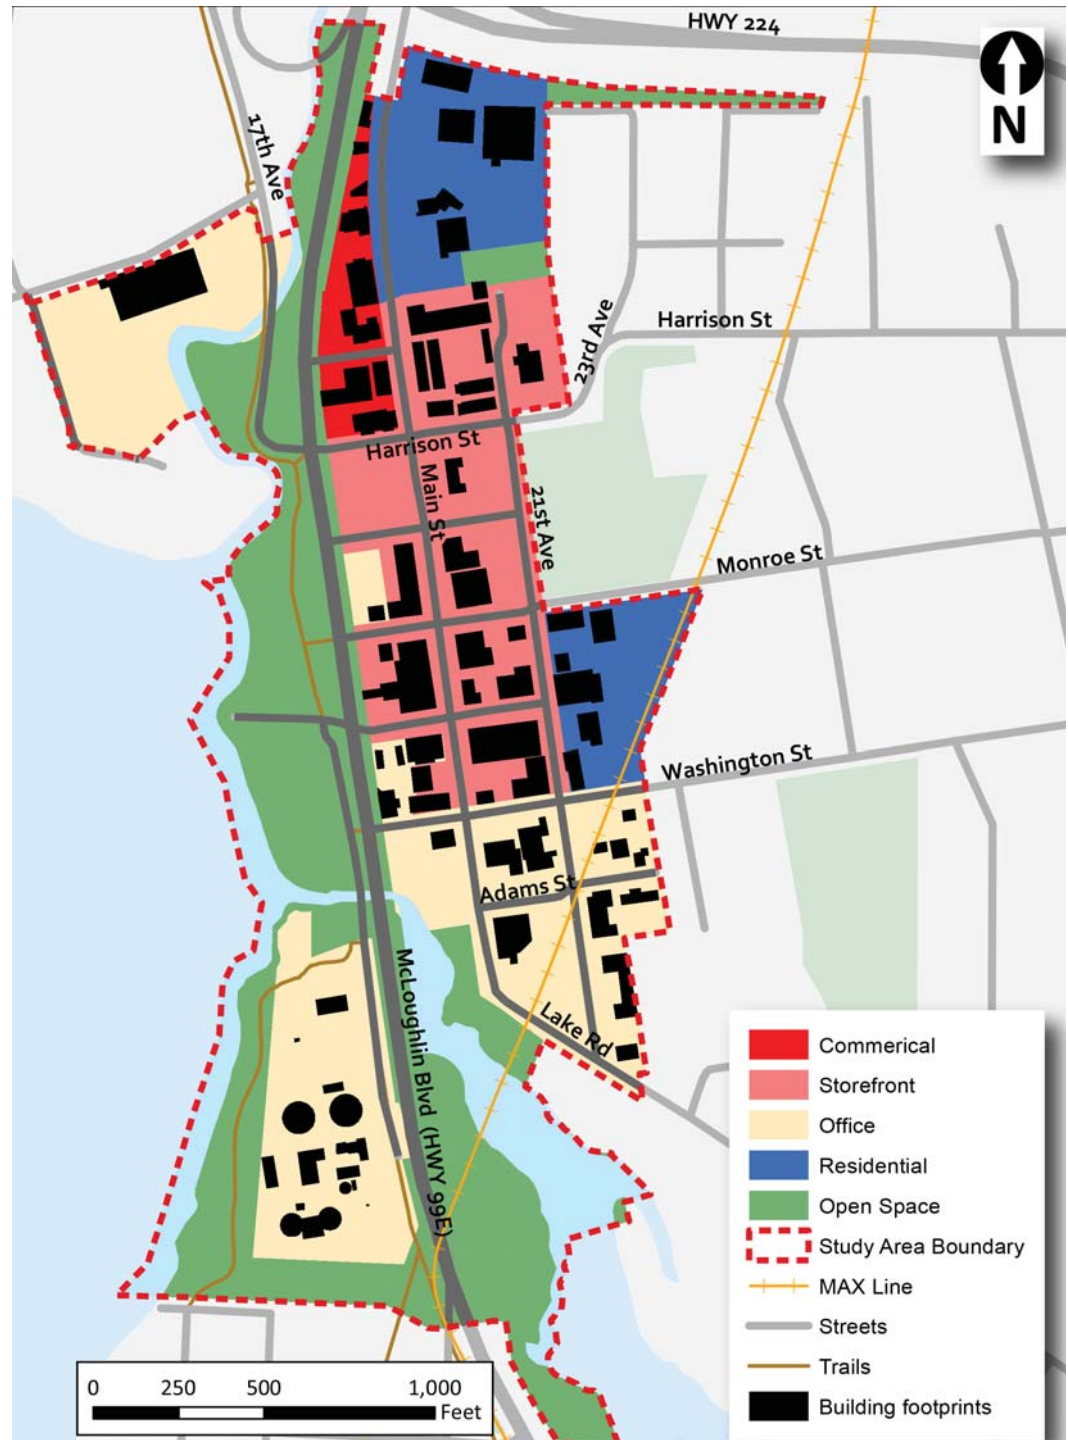 HWY 224
N
17th Ave
Harrison St
23rd Ave
Harrison St
Main St
21st Ave
Monroe St
Washington St
Adams St
McLoughlin Blvd (HWY 99E)
Lake Rd
Commerical
Storefront
Office
Residential
Open Space
Study Area Boundary
MAX Line
Streets
Trails
Building footprints
0 250 500 1,000
Feet